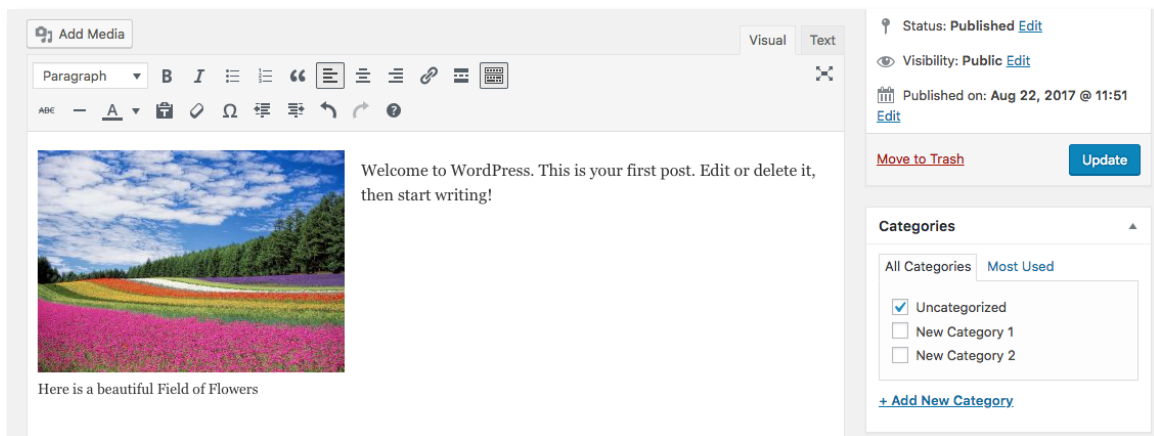 Add Media
Visual Text
Paragraph B I
ABE A Ω
Welcome to WordPress. This is your first post. Edit or delete it,
then start writing!
Here is a beautiful Field of Flowers
Status: Published Edit
Visibility: Public Edit
Published on: Aug 22, 2017 @ 11:51
Edit
Move to Trash Update
Categories
All Categories Most Used
Uncategorized
New Category 1
New Category 2
+ Add New Category